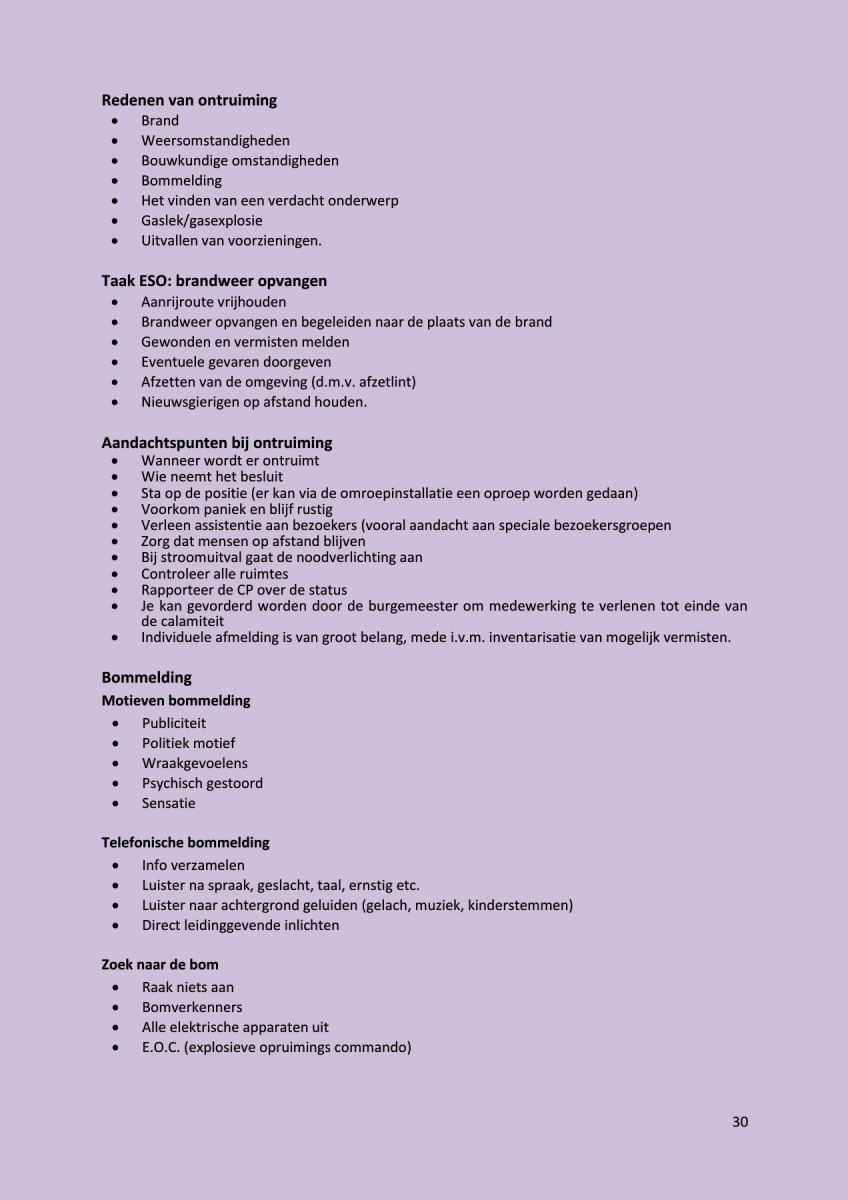 Redenen van ontruiming
• Brand
• Weersomstandigheden
• Bouwkundige omstandigheden
• Bommelding
• Het vinden van een verdacht onderwerp
• Gaslek/gasexplosie
• Uitvallen van voorzieningen.
Taak ESO: brandweer opvangen
• Aanrijroute vrijhouden
• Brandweer opvangen en begeleiden naar de plaats van de brand
• Gewonden en vermisten melden
• Eventuele gevaren doorgeven
• Afzetten van de omgeving (d.m.v. afzetlint)
• Nieuwsgierigen op afstand houden.
Aandachtspunten bij ontruiming
• Wanneer wordt er ontruimt
• Wie neemt het besluit
• Sta op de positie (er kan via de omroepinstallatie een oproep worden gedaan)
• Voorkom paniek en blijf rustig
• Verleen assistentie aan bezoekers (vooral aandacht aan speciale bezoekersgroepen
• Zorg dat mensen op afstand blijven
• Bij stroomuitval gaat de noodverlichting aan
• Controleer alle ruimtes
• Rapporteer de CP over de status
• Je kan gevorderd worden door de burgemeester om medewerking te verlenen tot einde van
de calamiteit
• Individuele afmelding is van groot belang, mede i.v.m. inventarisatie van mogelijk vermisten.
Bommelding
Motieven bommelding
• Publiciteit
• Politiek motief
• Wraakgevoelens
• Psychisch gestoord
• Sensatie
Telefonische bommelding
• Info verzamelen
• Luister na spraak, geslacht, taal, ernstig etc.
• Luister naar achtergrond geluiden (gelach, muziek, kinderstemmen)
• Direct leidinggevende inlichten
Zoek naar de bom
• Raak niets aan
• Bomverkenners
• Alle elektrische apparaten uit
• E.O.C. (explosieve opruimings commando)
30